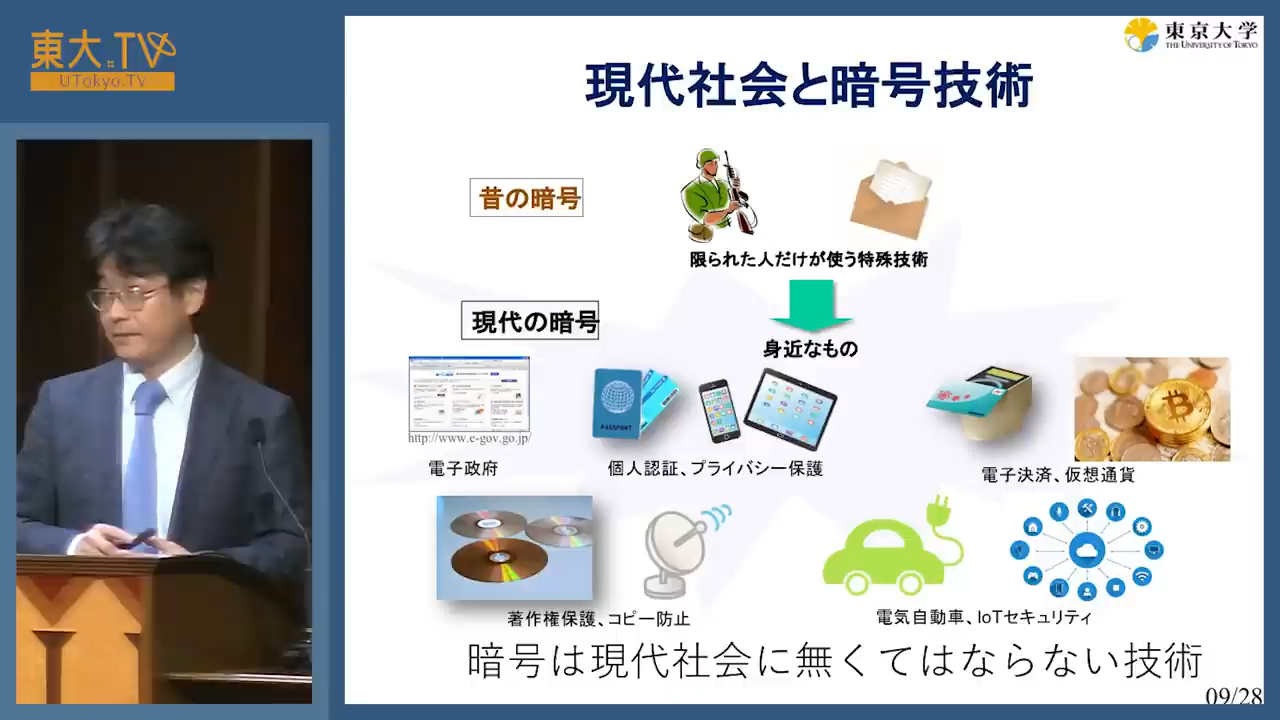 東大.TV
UTokyo.TV
東京大学
THE UNIVERSITY OF TOKYO
現代社会と暗号技術
昔の暗号
限られた人だけが使う特殊技術
現代の暗号
身近なもの
PASSPORT
http://www.e-gov.go.jp/
電子政府
個人認証、プライバシー保護
電子決済、仮想通貨
著作権保護、コピー防止
電気自動車、IoTセキュリティ
暗号は現代社会に無くてはならない技術
09/28